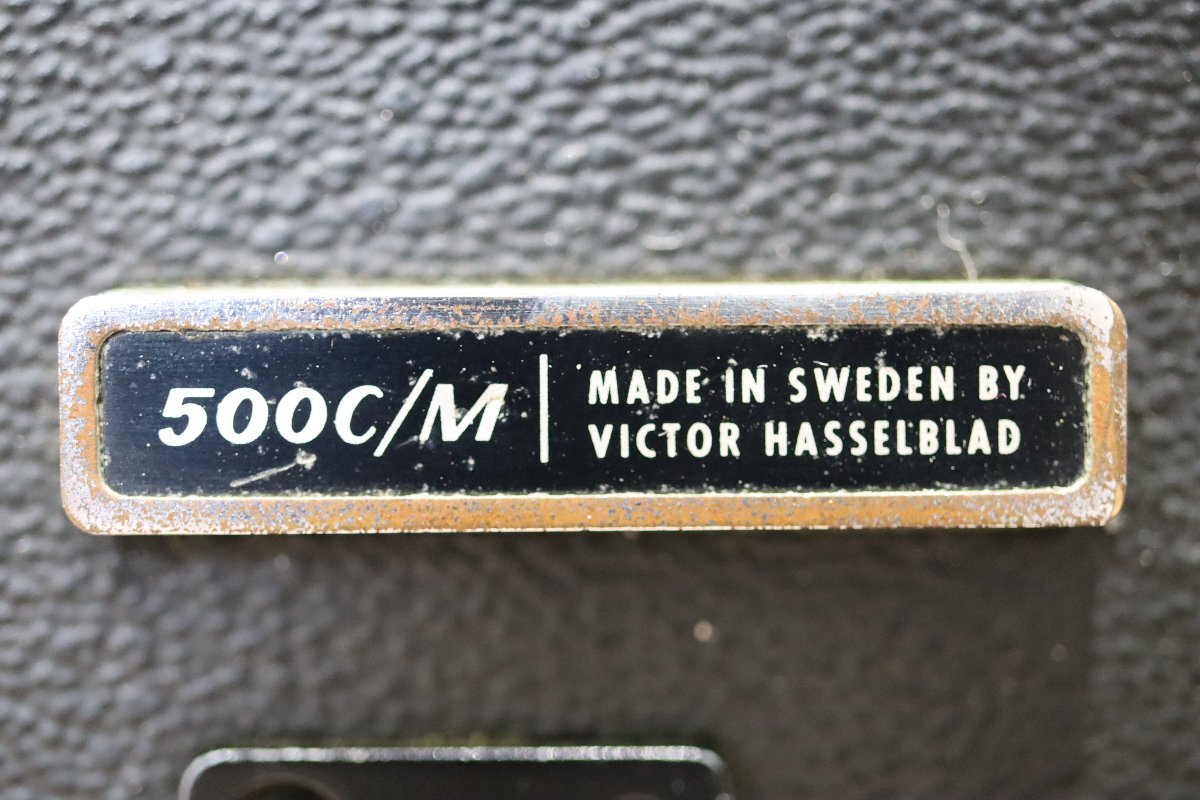 500C/M
MADE IN SWEDEN BY
VICTOR HASSELBLAD